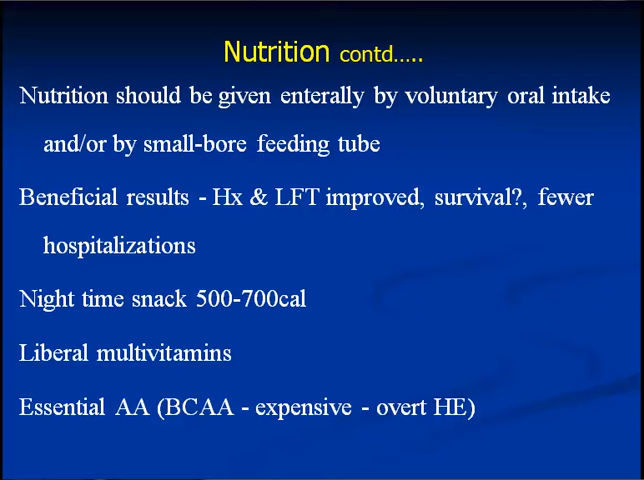 Nutrition contd…..
Nutrition should be given enterally by voluntary oral intake
and/or by small-bore feeding tube
Beneficial results - Hx & LFT improved, survival?, fewer
hospitalizations
Night time snack 500-700cal
Liberal multivitamins
Essential AA (BCAA - expensive - overt HE)